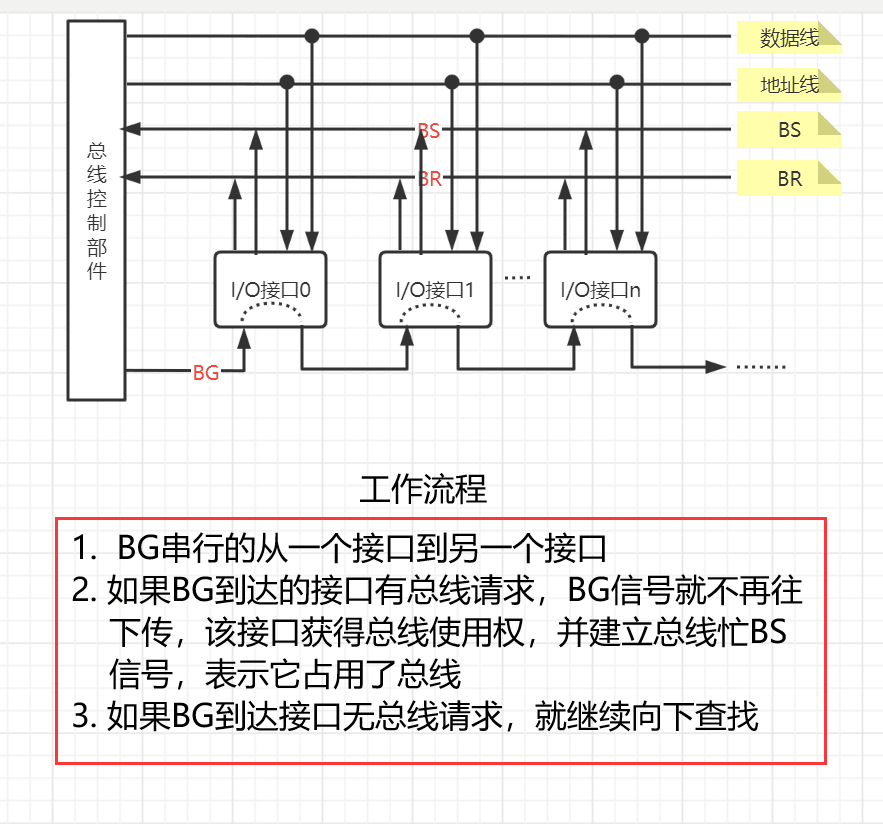 数据线
地址线
BS
BS
BR
BR
总线控制部件
I/O接口0
I/O接口1
I/O接口n
BG
工作流程
1. BG串行的从一个接口到另一个接口
2. 如果BG到达的接口有总线请求，BG信号就不再往
下传，该接口获得总线使用权，并建立总线忙BS
信号，表示它占用了总线
3. 如果BG到达接口无总线请求，就继续向下查找